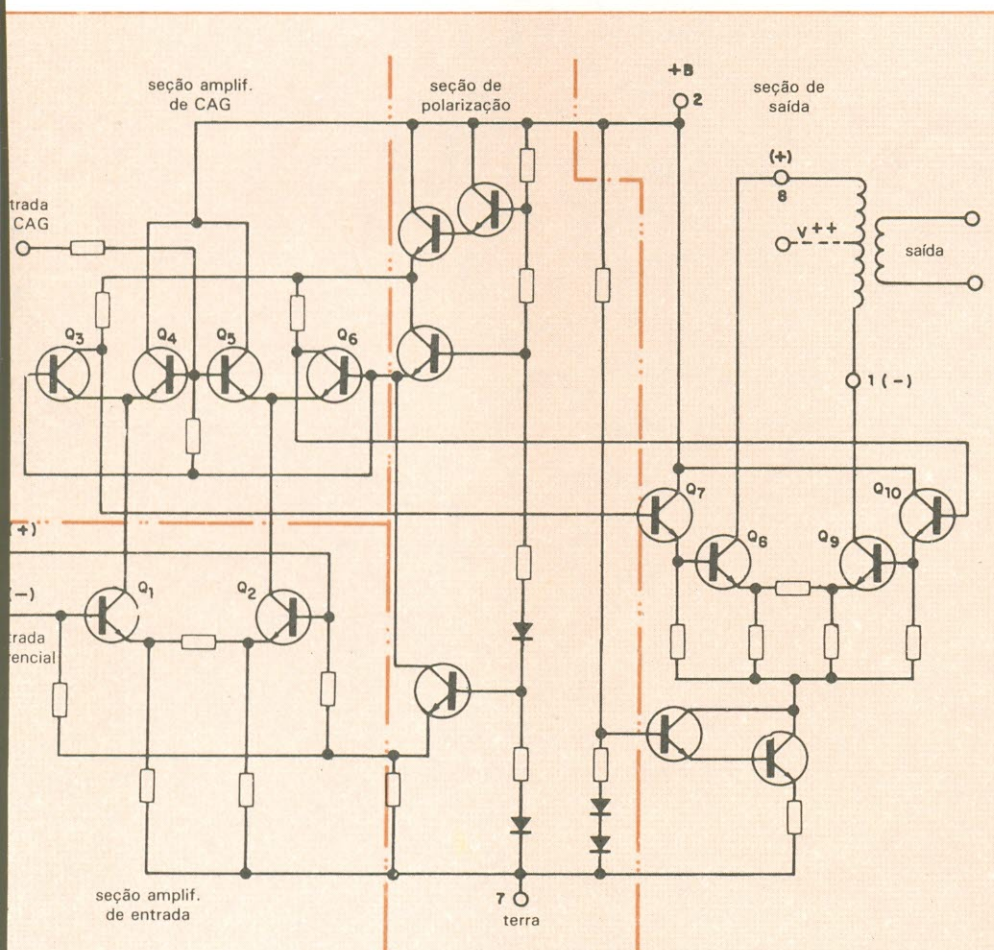 seção amplif.
de CAG
seção de
polarização
+B
2
seção de
saída
(+)
8
V++
saída
trada
CAG
Q3
Q4
Q5
Q6
1 (-)
Q7
Q10
+)
Q6
Q9
(-)
Q1
Q2
trada
rencial
seção amplif.
de entrada
7
terra